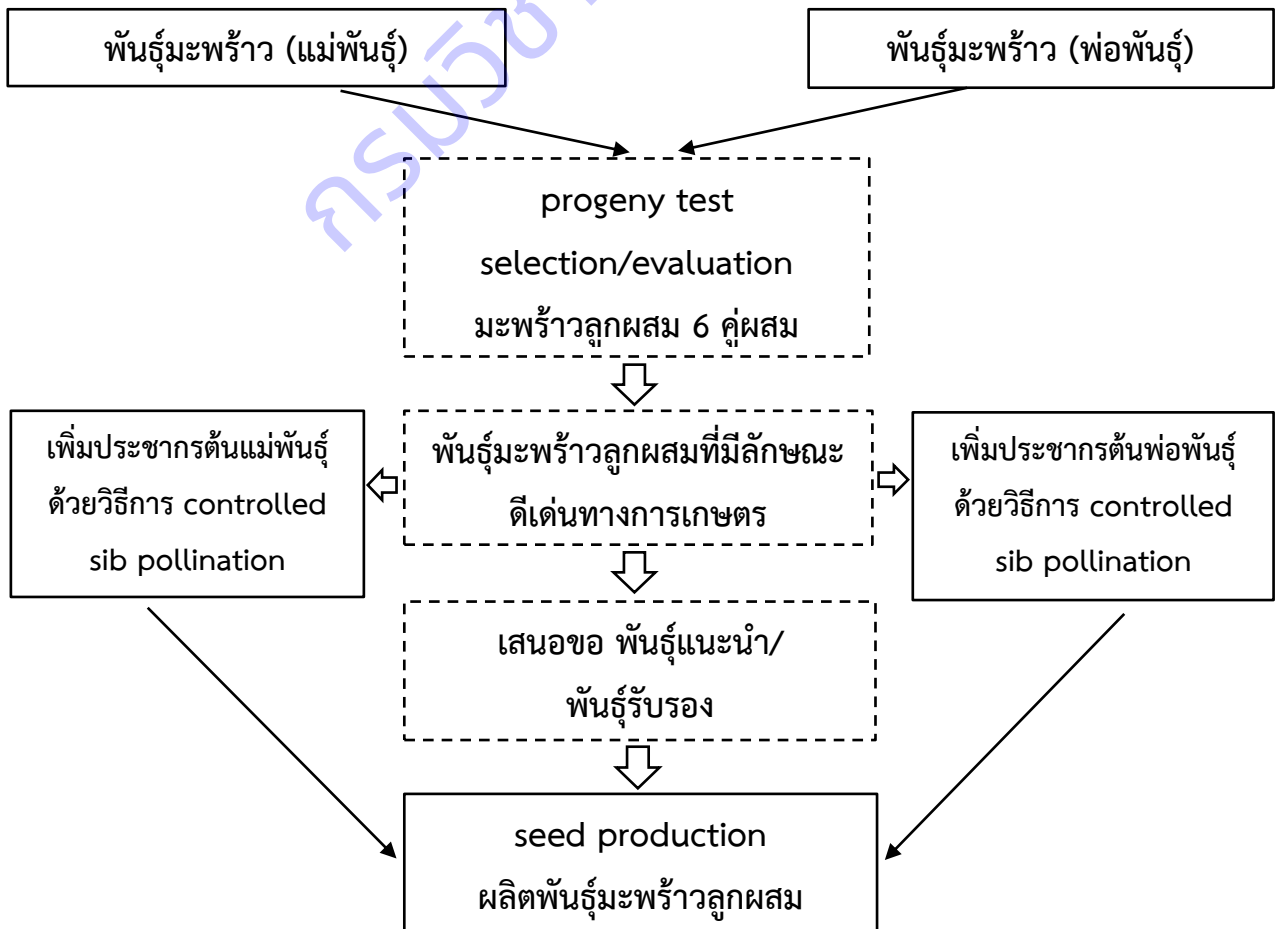 พันธุ์มะพร้าว (แม่พันธุ์)
พันธุ์มะพร้าว (พ่อพันธุ์)
กรมวิช
progeny test
selection/evaluation
มะพร้าวลูกผสม 6 คู่ผสม
เพิ่มประชากรต้นแม่พันธุ์
ด้วยวิธีการ controlled
sib pollination
พันธุ์มะพร้าวลูกผสมที่มีลักษณะ
ดีเด่นทางการเกษตร
เพิ่มประชากรต้นพ่อพันธุ์
ด้วยวิธีการ controlled
sib pollination
เสนอขอ พันธุ์แนะนำ/
พันธุ์รับรอง
seed production
ผลิตพันธุ์มะพร้าวลูกผสม